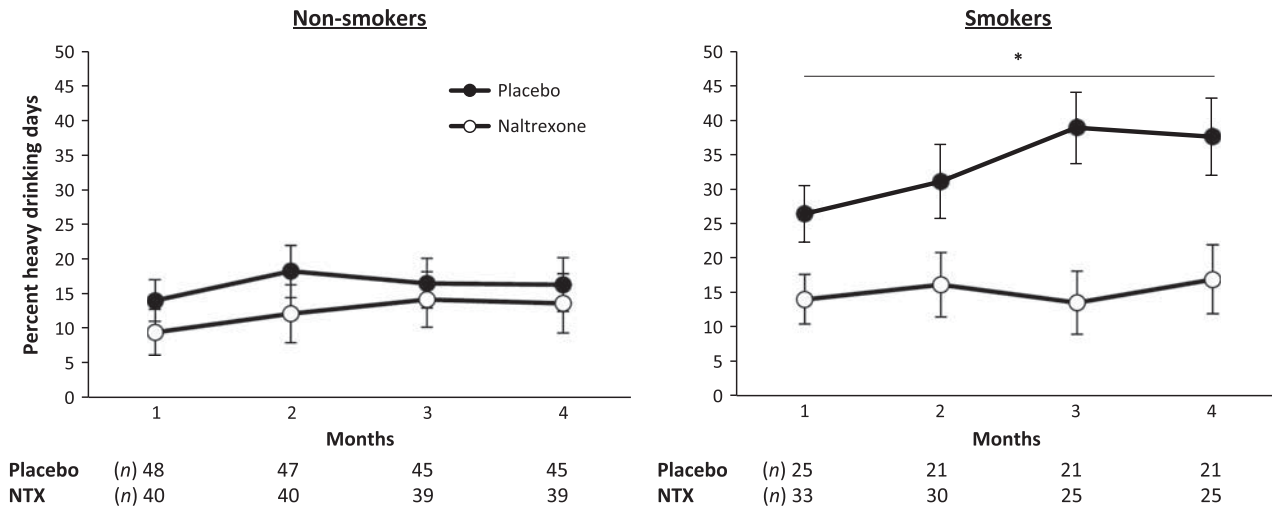 Non-smokers
50
45
40
35
30
25
20
15
10
5
0
Percent heavy drinking days
Placebo
Naltrexone
1 2 3 4
Months
Placebo (n) 48 47 45 45
NTX (n) 40 40 39 39
Smokers
50
45
40
35
30
25
20
15
10
5
0
*
1 2 3 4
Months
Placebo (n) 25 21 21 21
NTX (n) 33 30 25 25